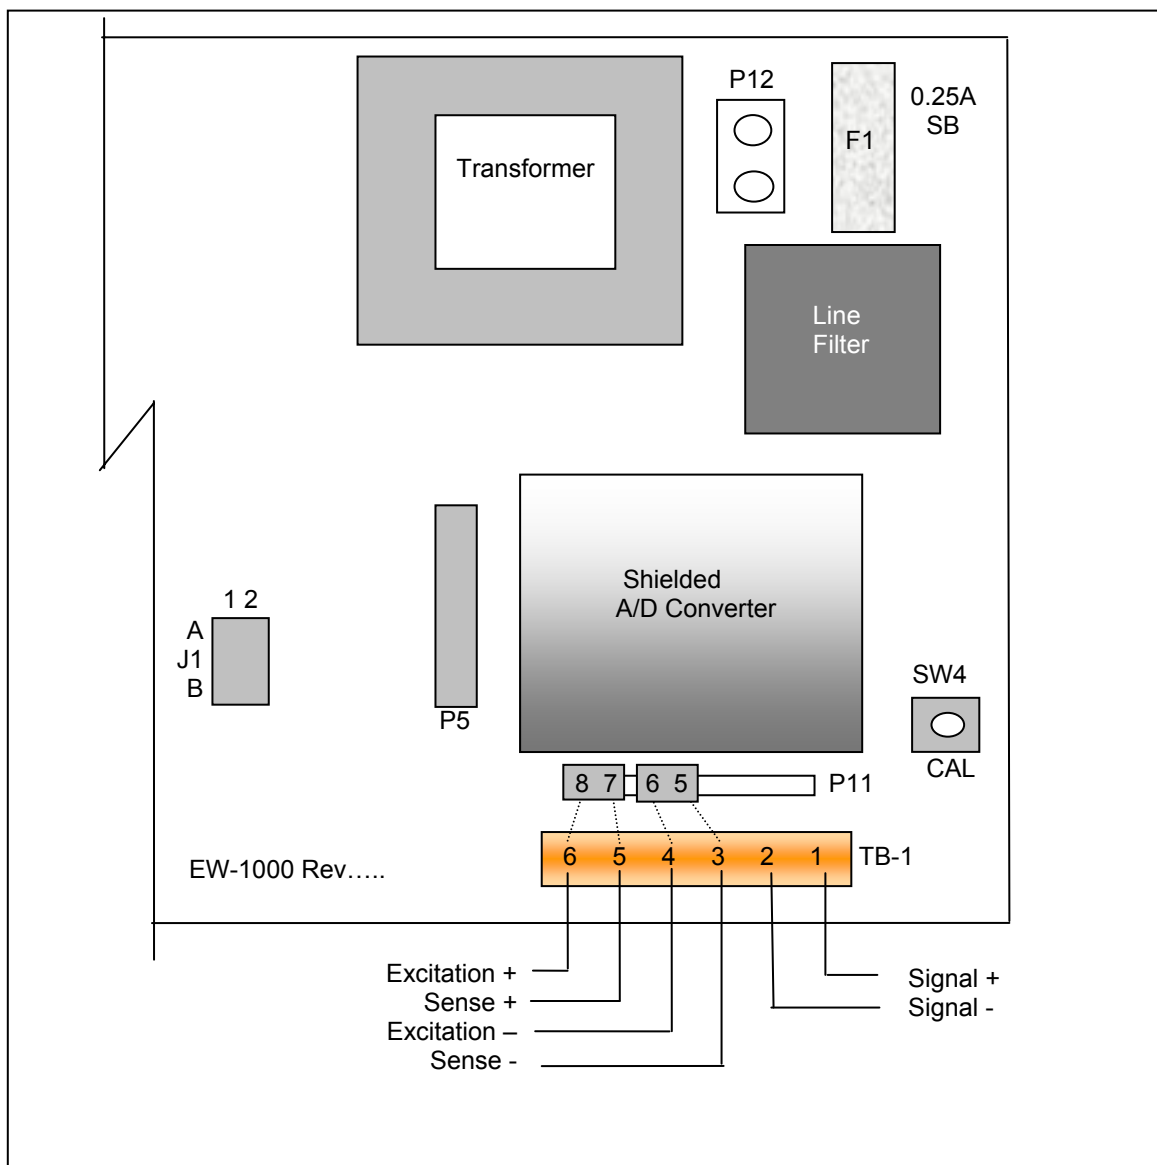 P12
0.25A
SB
F1
Transformer
Line
Filter
Shielded
A/D Converter
1 2
A
J1
B
P5
SW4
CAL
8 7 6 5
P11
6 5 4 3 2 1
TB-1
EW-1000 Rev…..
Excitation +
Sense +
Excitation –
Sense -
Signal +
Signal -